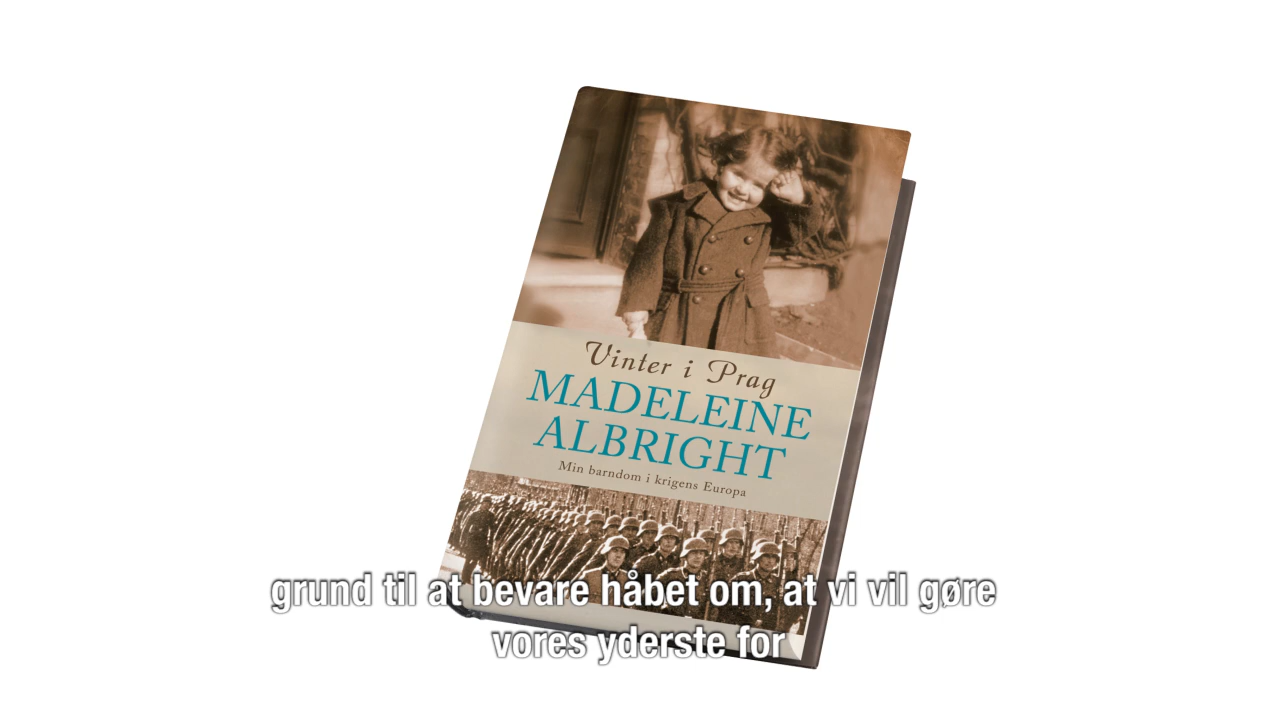 Vinter i Prag
MADELEINE
ALBRIGHT
Min barndom i krigens Europa
grund til at bevare håbet om, at vi vil gøre
vores yderste for